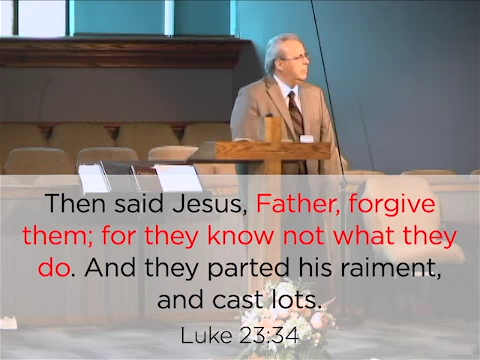 Then said Jesus, Father, forgive
them; for they know not what they
do. And they parted his raiment,
and cast lots.
Luke 23:34